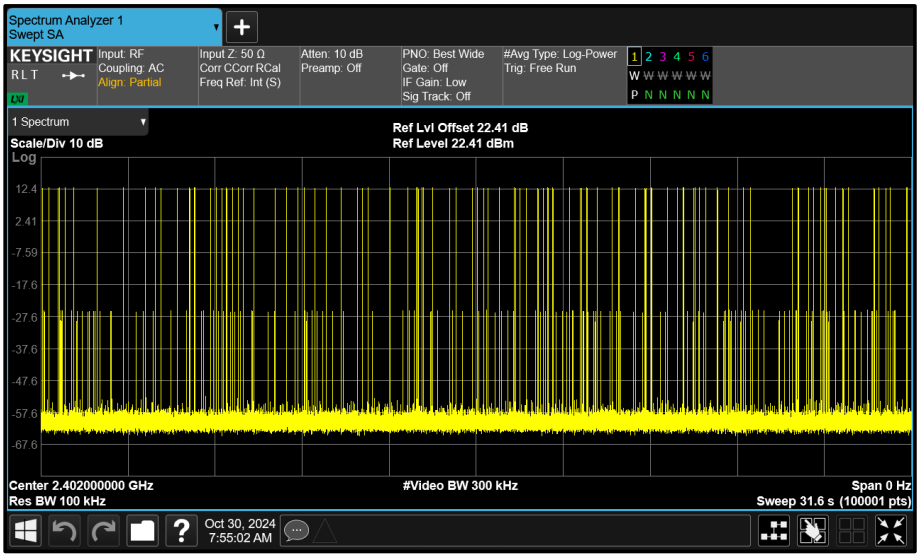 Spectrum Analyzer 1
Swept SA
+
KEYSIGHT
RLT
LXI
Input: RF
Coupling: AC
Align: Partial
Input Z: 50 Ω
Corr CCorr RCal
Freq Ref: Int (S)
Atten: 10 dB
Preamp: Off
PNO: Best Wide
Gate: Off
IF Gain: Low
Sig Track: Off
#Avg Type: Log-Power
Trig: Free Run
1 2 3 4 5 6
W W W W W W
P N N N N N
1 Spectrum
Scale/Div 10 dB
Ref Lvl Offset 22.41 dB
Ref Level 22.41 dBm
Log
12.4
2.41
-7.59
-17.6
-27.6
-37.6
-47.6
-57.6
-67.6
Center 2.402000000 GHz
#Video BW 300 kHz
Span 0 Hz
Res BW 100 kHz
Sweep 31.6 s (100001 pts)
?
Oct 30, 2024
7:55:02 AM